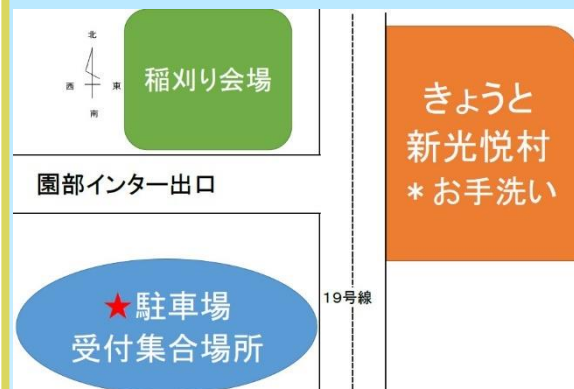 北
西 東
南
稲刈り会場
きょうと
新光悦村
*お手洗い
園部インター出口
19号線
★駐車場
受付集合場所